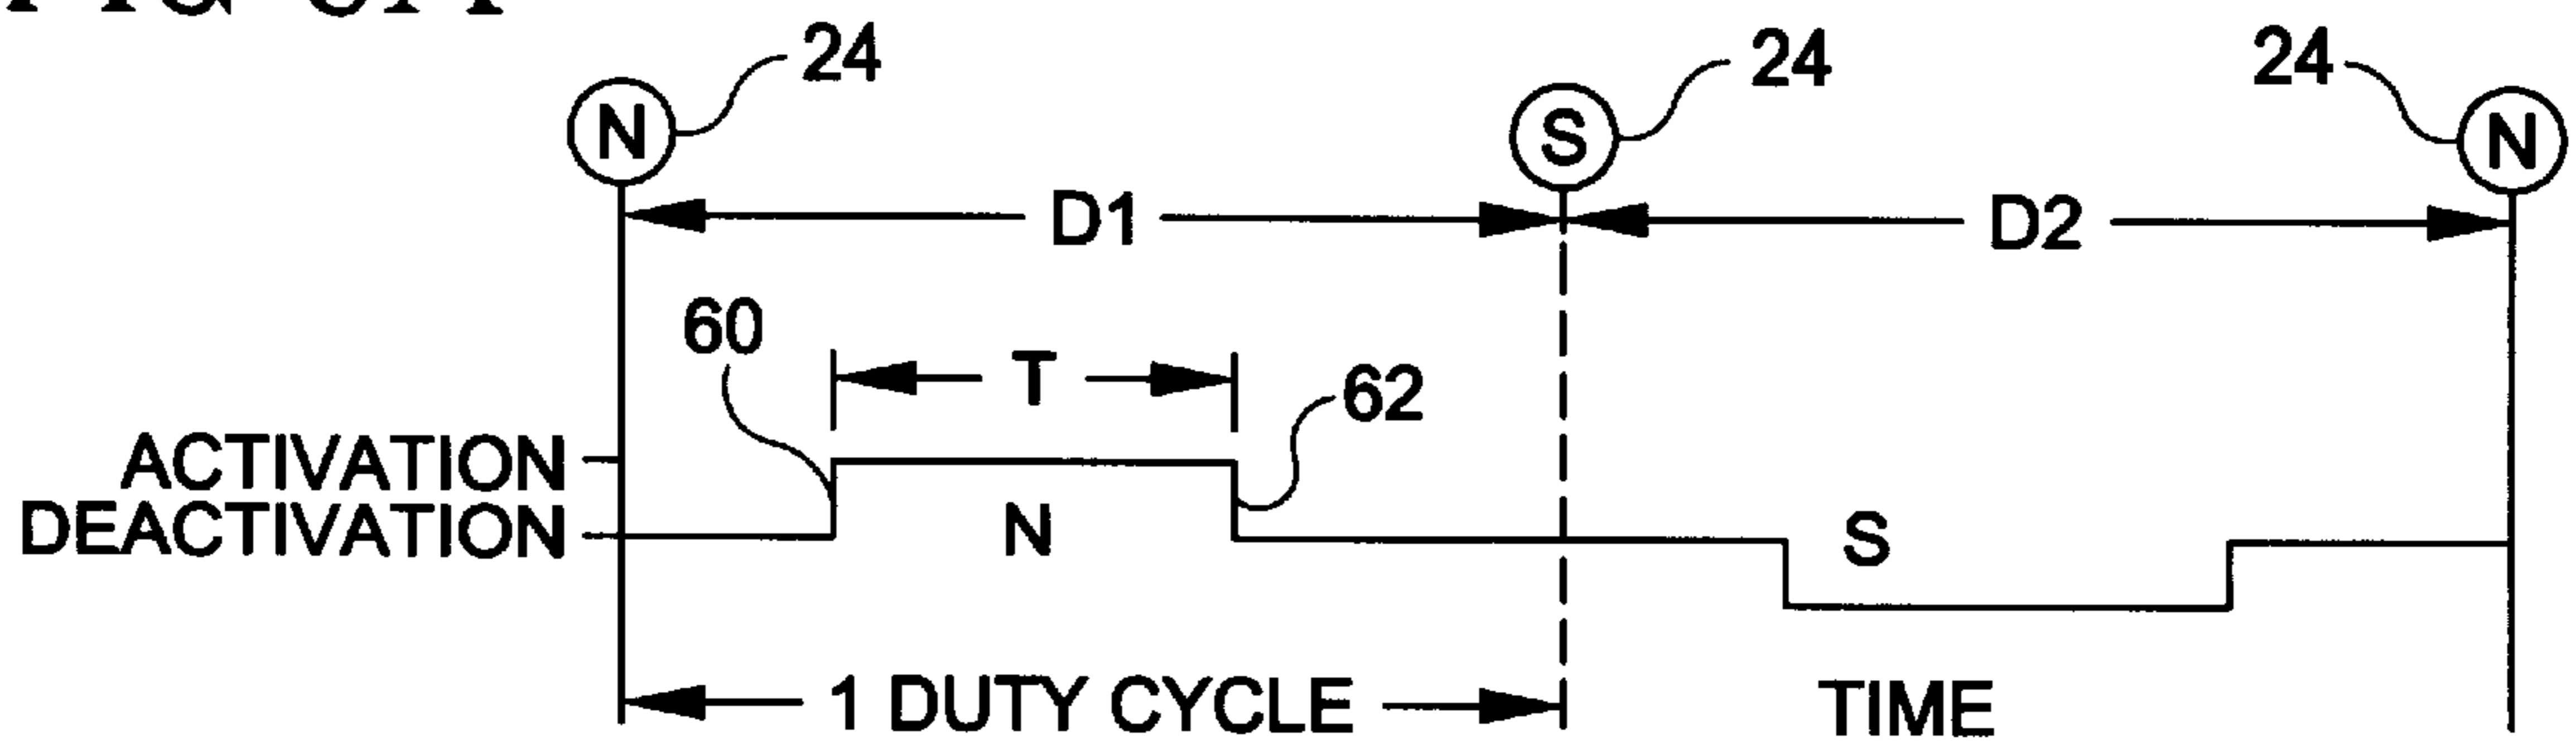 24
24
24
N
S
N
D1
D2
60
T
62
ACTIVATION
DEACTIVATION
N
S
1 DUTY CYCLE
TIME